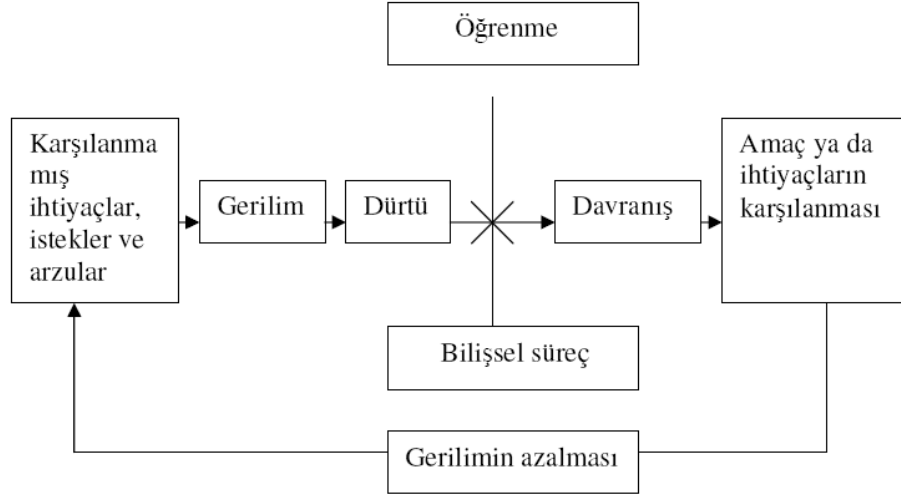 Öğrenme
Karşılanma
mış
ihtiyaçlar,
istekler ve
arzular
Gerilim
Dürtü
Davranış
Amaç ya da
ihtiyaçların
karşılanması
Bilişsel süreç
Gerilimin azalması